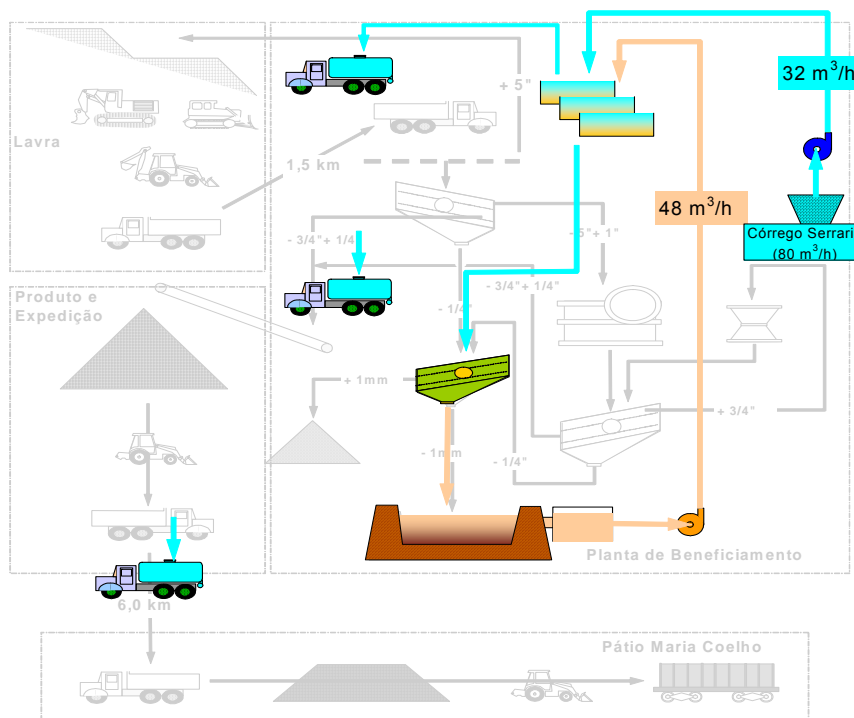 32 m³/h
+ 5"
Lavra
1,5 km
48 m³/h
Córrego Serrari
(80 m³/h)
- 3/4"+ 1/4
- 5"+ 1"
- 3/4"+ 1/4"
Produto e
Expedição
- 1/4"
+ 1mm
+ 3/4"
- 1mm
- 1/4"
Planta de Beneficiamento
6,0 km
Pátio Maria Coelho